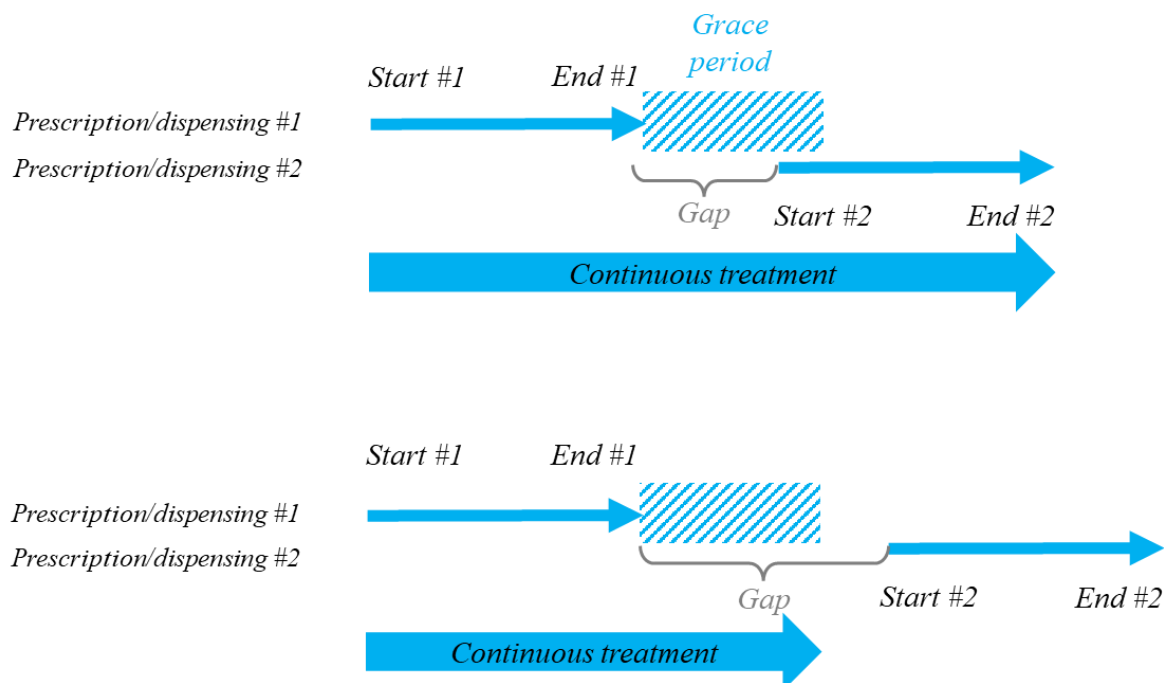 Grace
period
Start #1
End #1
Prescription/dispensing #1
Prescription/dispensing #2
Gap
Start #2
End #2
Continuous treatment
Start #1
End #1
Prescription/dispensing #1
Prescription/dispensing #2
Gap
Start #2
End #2
Continuous treatment